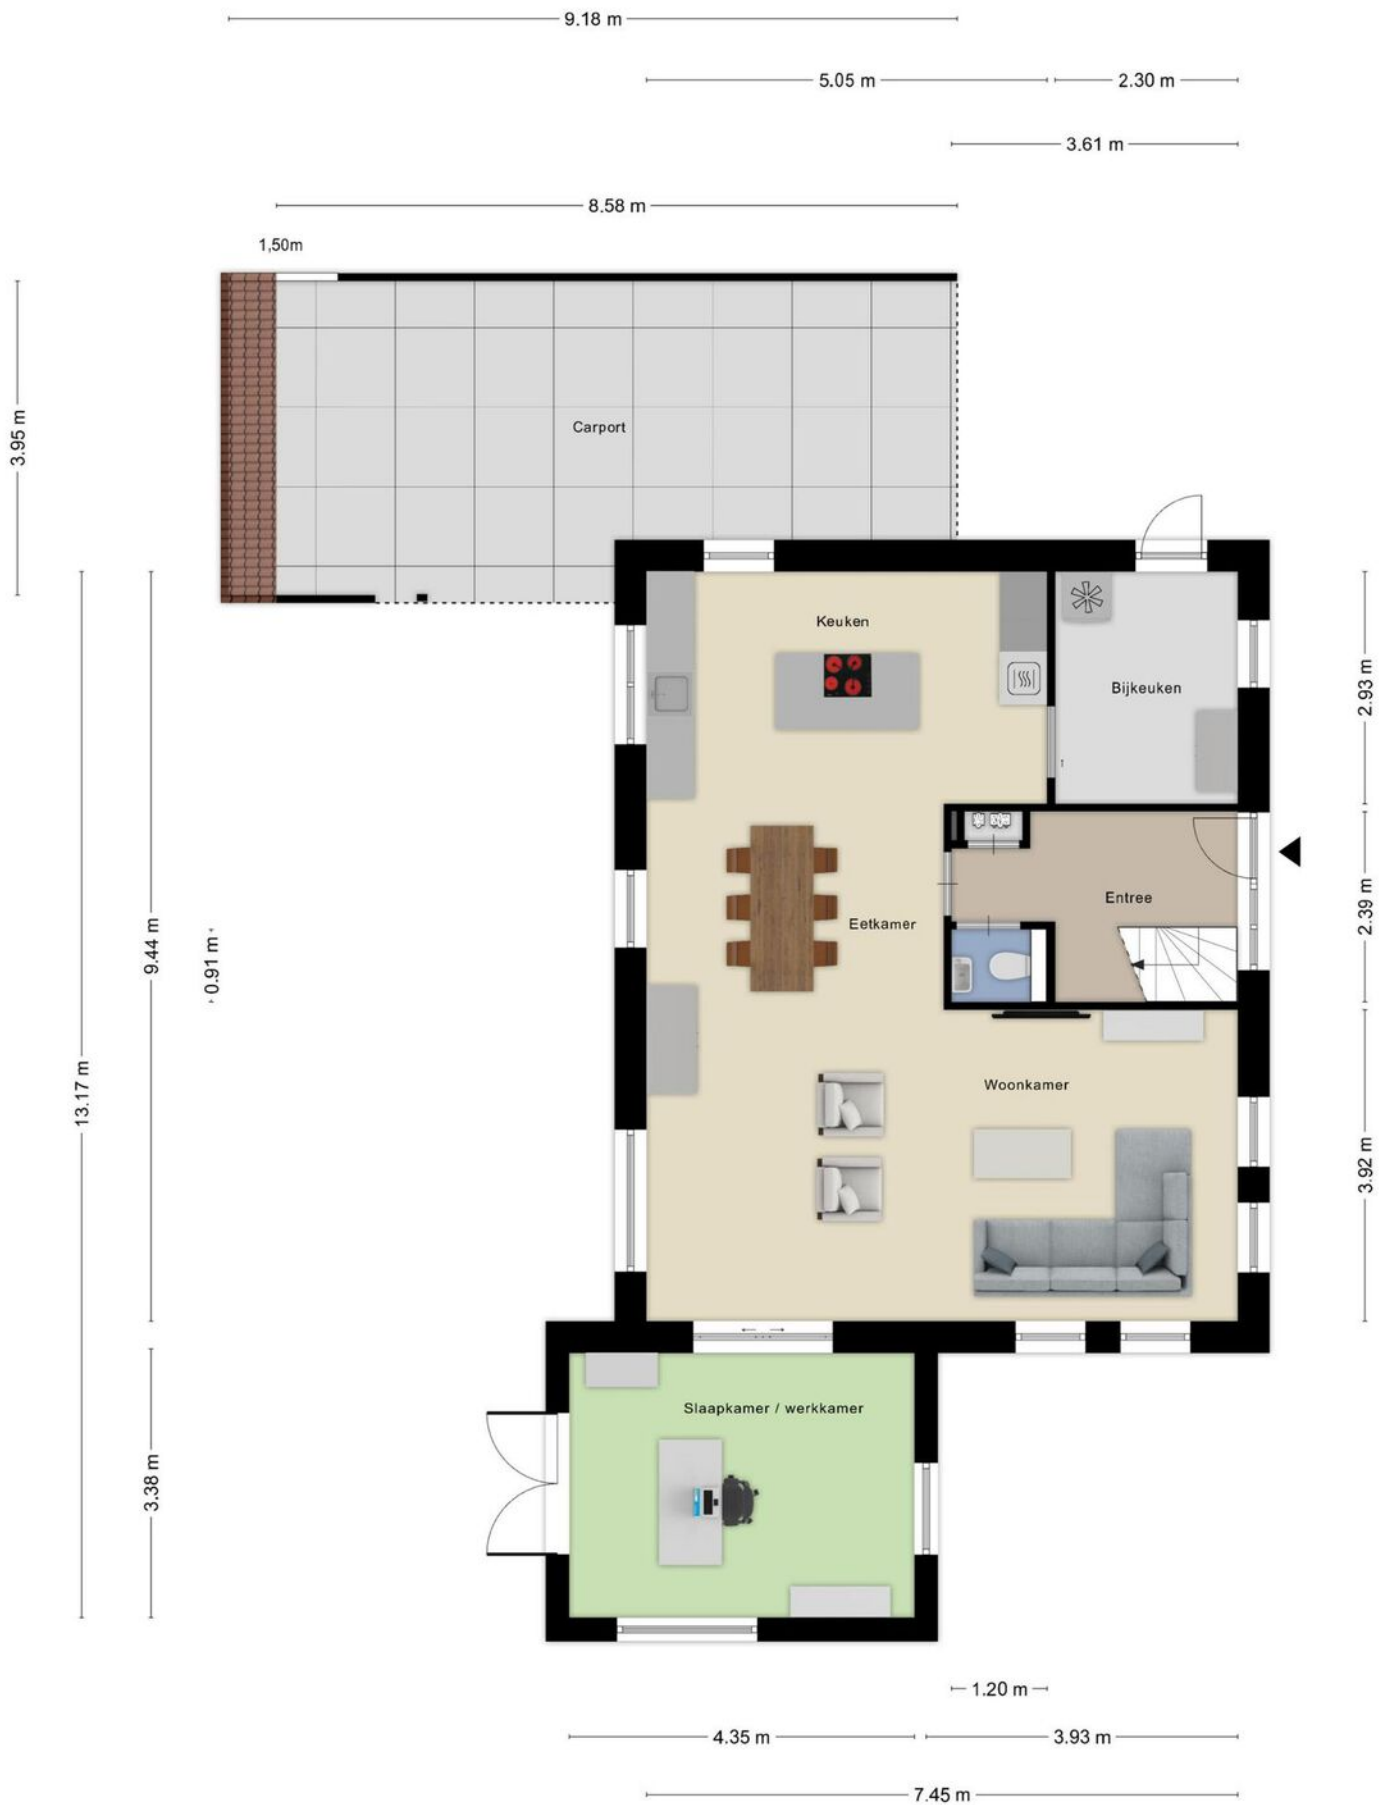 9.18 m
5.05 m
2.30 m
3.61 m
8.58 m
1,50m
3.95 m
Carport
Keuken
Bijkeuken
2.93 m
Entree
Eetkamer
2.39 m
9.44 m
0.91 m
13.17 m
Woonkamer
3.92 m
Slaapkamer / werkkamer
3.38 m
1.20 m
4.35 m
3.93 m
7.45 m